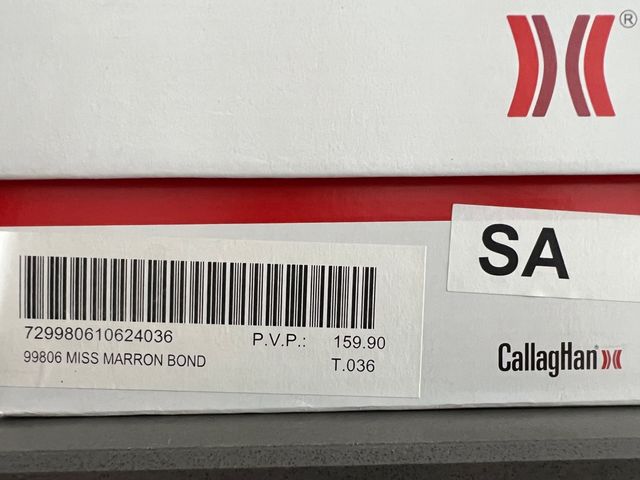 ®
SA
729980610624036 P.V.P.: 159.90
99806 MISS MARRON BOND T.036
CallagHan